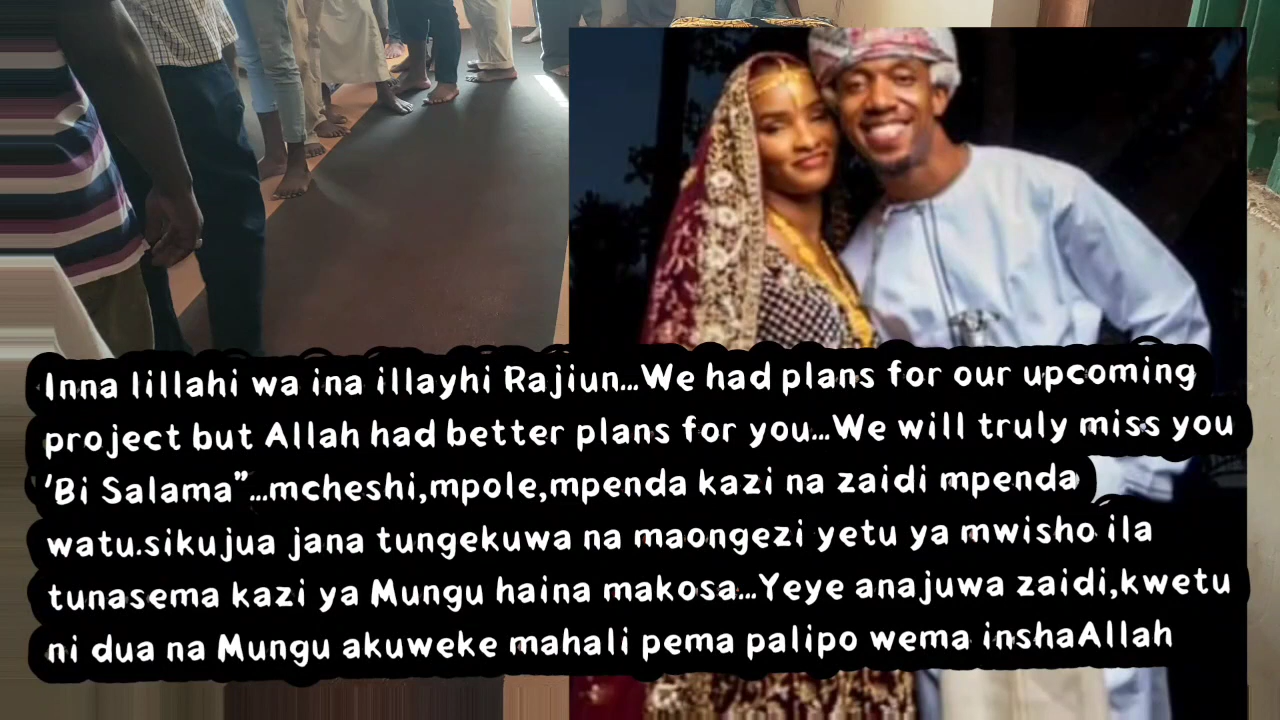 Inna lillahi wa ina illayhi Rajiun...We had plans for our upcoming
project but Allah had better plans for you...We will truly miss you
'Bi Salama"...mcheshi,mpole,mpenda kazi na zaidi mpenda
watu.sikujua jana tungekuwa na maongezi yetu ya mwisho ila
tunasema kazi ya Mungu haina makosa...Yeye anajuwa zaidi,kwetu
ni dua na Mungu akuweke mahali pema palipo wema inshaAllah